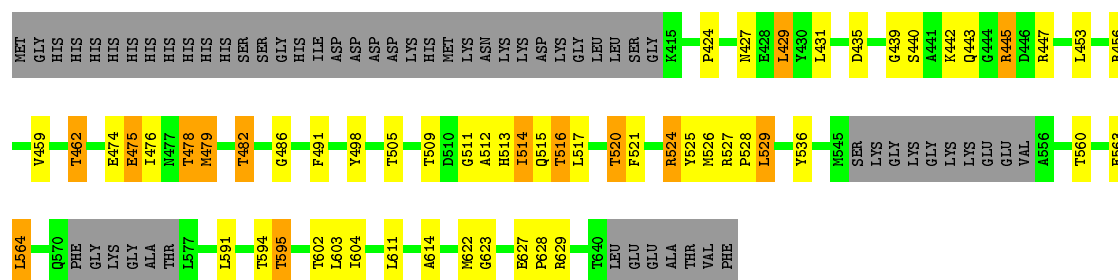 MET GLY HIS HIS HIS HIS HIS HIS HIS HIS HIS HIS SER SER GLY HIS ILE ASP ASP ASP ASP LYS HIS MET LYS ASN LYS LYS ASP LYS GLY LEU LEU SER GLY K415 P424 N427 E428 L429 Y430 L431 D435 G439 S440 A441 K442 Q443 G444 R445 D446 R447 L453 R456
V459 T462 E474 E475 I476 N477 T478 M479 T482 G486 F491 Y498 T505 T509 D510 G511 A512 H513 I514 Q515 T516 L517 T520 F521 R524 Y525 M526 R527 P528 L529 Y536 M545 SER LYS GLY LYS GLY LYS LYS GLU GLU VAL A556 T560
L564 Q570 PHE GLY LYS GLY ALA THR L577 L591 T594 T595 T602 L603 I604 L611 A614 M622 G623 E627 P628 R629 T640 LEU GLU GLU ALA THR VAL PHE